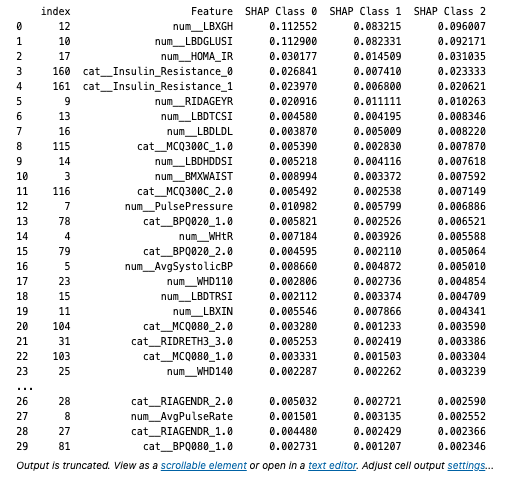 index Feature SHAP Class 0 SHAP Class 1 SHAP Class 2
0 12 num__LBXGH 0.112552 0.083215 0.096007
1 10 num__LBDGLUSI 0.112900 0.082331 0.092171
2 17 num__HOMA_IR 0.030177 0.014509 0.031035
3 160 cat__Insulin_Resistance_0 0.026841 0.007410 0.023333
4 161 cat__Insulin_Resistance_1 0.023970 0.006800 0.020621
5 9 num__RIDAGEYR 0.020916 0.011111 0.010263
6 13 num__LBDTCSI 0.004580 0.004195 0.008346
7 16 num__LBDLDL 0.003870 0.005009 0.008220
8 115 cat__MCQ300C_1.0 0.005390 0.002830 0.007870
9 14 num__LBDHDDSI 0.005218 0.004116 0.007618
10 3 num__BMXWAIST 0.008994 0.003372 0.007592
11 116 cat__MCQ300C_2.0 0.005492 0.002538 0.007149
12 7 num__PulsePressure 0.010982 0.005799 0.006886
13 78 cat__BPQ020_1.0 0.005821 0.002526 0.006521
14 4 num__WHtR 0.007184 0.003926 0.005588
15 79 cat__BPQ020_2.0 0.004595 0.002110 0.005064
16 5 num__AvgSystolicBP 0.008660 0.004872 0.005010
17 23 num__WHD110 0.002806 0.002736 0.004854
18 15 num__LBDTRSI 0.002112 0.003374 0.004709
19 11 num__LBXIN 0.005546 0.007866 0.004341
20 104 cat__MCQ080_2.0 0.003280 0.001233 0.003590
21 31 cat__RIDRETH3_3.0 0.005253 0.002419 0.003386
22 103 cat__MCQ080_1.0 0.003331 0.001503 0.003304
23 25 num__WHD140 0.002287 0.002262 0.003239
...
26 28 cat__RIAGENDR_2.0 0.005032 0.002721 0.002590
27 8 num__AvgPulseRate 0.001501 0.003135 0.002552
28 27 cat__RIAGENDR_1.0 0.004480 0.002429 0.002366
29 81 cat__BPQ080_1.0 0.002731 0.001207 0.002346
Output is truncated. View as a scrollable element or open in a text editor. Adjust cell output settings...